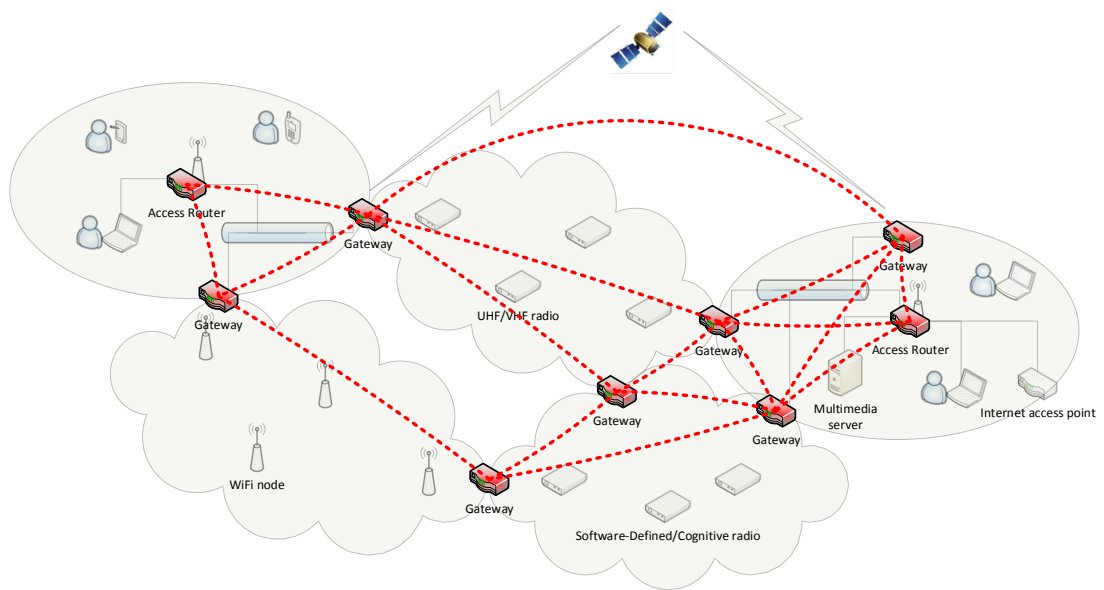 Access Router
Gateway
Gateway
Gateway
UHF/VHF radio
Gateway
Access Router
Gateway
Multimedia
server
Internet access point
Gateway
WiFi node
Gateway
Software-Defined/Cognitive radio